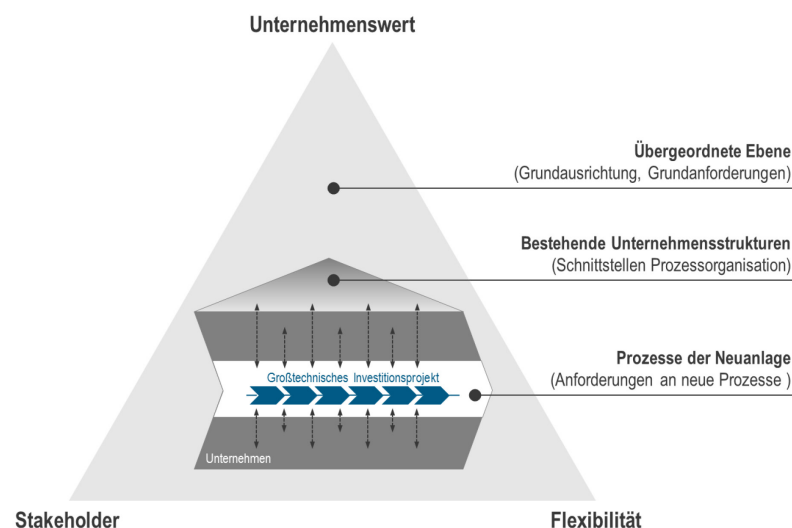 Unternehmenswert
Übergeordnete Ebene
(Grundausrichtung, Grundanforderungen)
Bestehende Unternehmensstrukturen
(Schnittstellen Prozessorganisation)
Prozesse der Neuanlage
(Anforderungen an neue Prozesse )
Großtechnisches Investitionsprojekt
Unternehmen
Stakeholder
Flexibilität